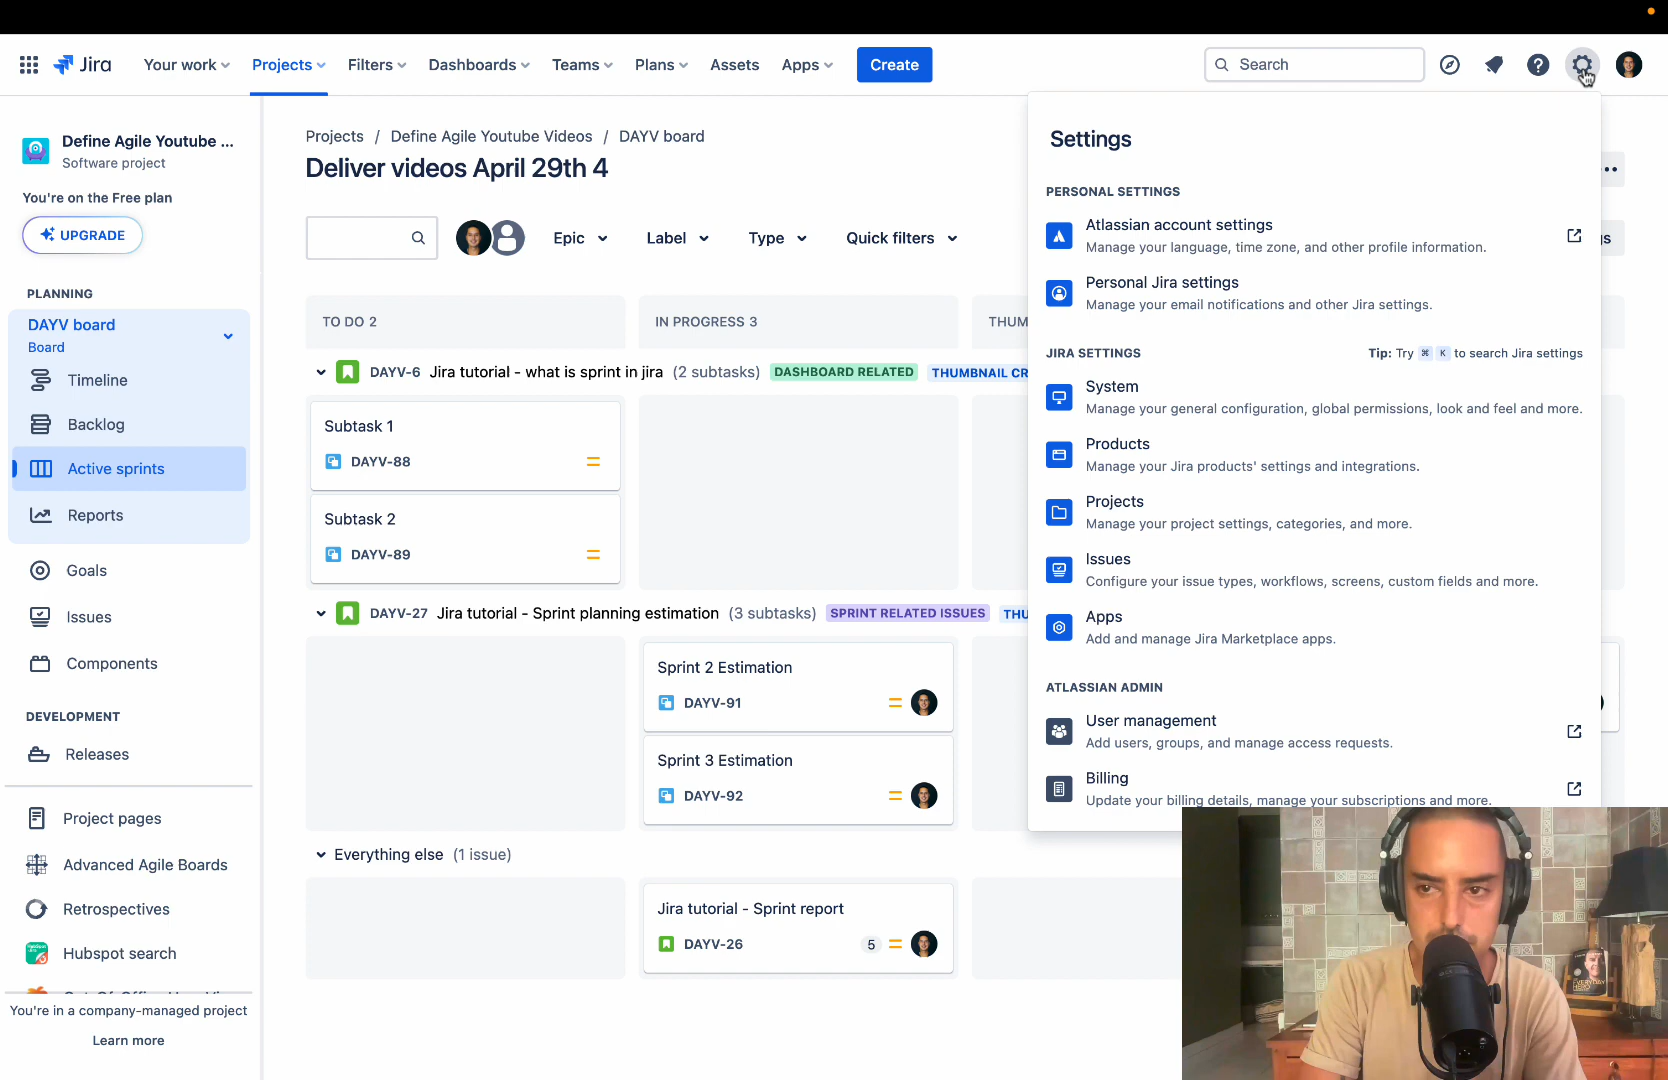 Jira
Your work
Projects
Filters
Dashboards
Teams
Plans
Assets
Apps
Create
Search
Define Agile Youtube ...
Software project
You're on the Free plan
UPGRADE
PLANNING
DAYV board
Board
Timeline
Backlog
Active sprints
Reports
Goals
Issues
Components
DEVELOPMENT
Releases
Project pages
Advanced Agile Boards
Retrospectives
Hubspot search
You're in a company-managed project
Learn more
Projects / Define Agile Youtube Videos / DAYV board
Deliver videos April 29th 4
Epic
Label
Type
Quick filters
TO DO 2
IN PROGRESS 3
THUM
DAYV-6 Jira tutorial - what is sprint in jira (2 subtasks) DASHBOARD RELATED THUMBNAIL CR
Subtask 1
DAYV-88
Subtask 2
DAYV-89
DAYV-27 Jira tutorial - Sprint planning estimation (3 subtasks) SPRINT RELATED ISSUES THU
Sprint 2 Estimation
DAYV-91
Sprint 3 Estimation
DAYV-92
Everything else (1 issue)
Jira tutorial - Sprint report
DAYV-26 5
Settings
PERSONAL SETTINGS
Atlassian account settings
Manage your language, time zone, and other profile information.
Personal Jira settings
Manage your email notifications and other Jira settings.
JIRA SETTINGS
Tip: Try ⌘ K to search Jira settings
System
Manage your general configuration, global permissions, look and feel and more.
Products
Manage your Jira products' settings and integrations.
Projects
Manage your project settings, categories, and more.
Issues
Configure your issue types, workflows, screens, custom fields and more.
Apps
Add and manage Jira Marketplace apps.
ATLASSIAN ADMIN
User management
Add users, groups, and manage access requests.
Billing
Update your billing details, manage your subscriptions and more.
gs